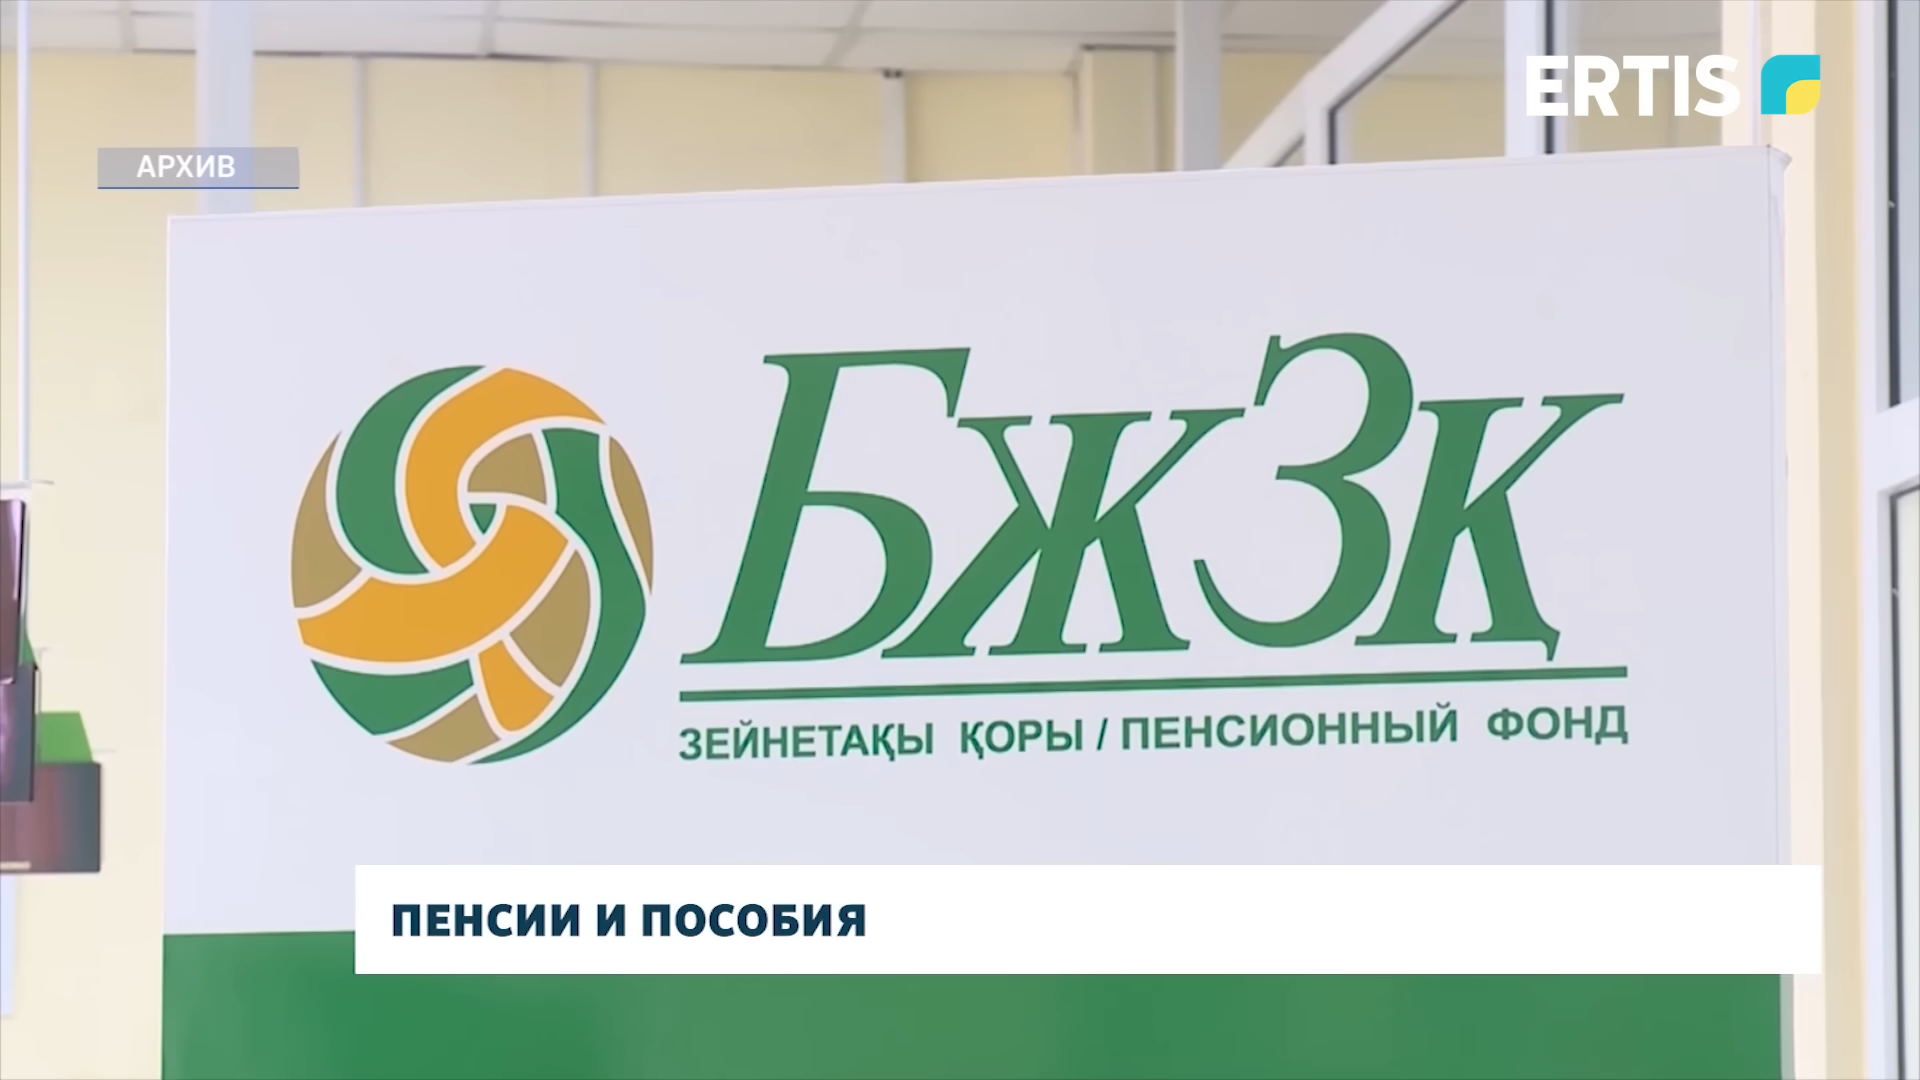 ERTIS
АРХИВ
БЖЗҚ
ЗЕЙНЕТАҚЫ ҚОРЫ / ПЕНСИОННЫЙ ФОНД
ПЕНСИИ И ПОСОБИЯ